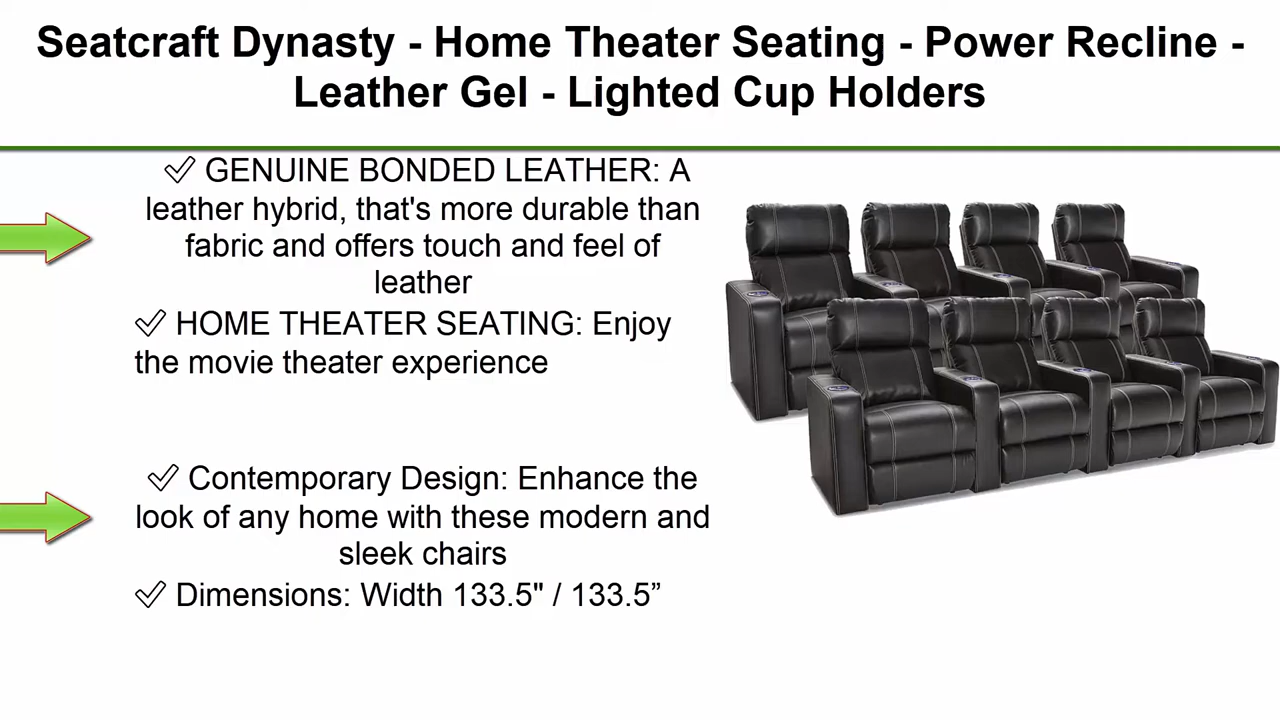 Seatcraft Dynasty - Home Theater Seating - Power Recline -
Leather Gel - Lighted Cup Holders
✓ GENUINE BONDED LEATHER: A
leather hybrid, that's more durable than
fabric and offers touch and feel of
leather
✓ HOME THEATER SEATING: Enjoy
the movie theater experience
✓ Contemporary Design: Enhance the
look of any home with these modern and
sleek chairs
✓ Dimensions: Width 133.5" / 133.5”